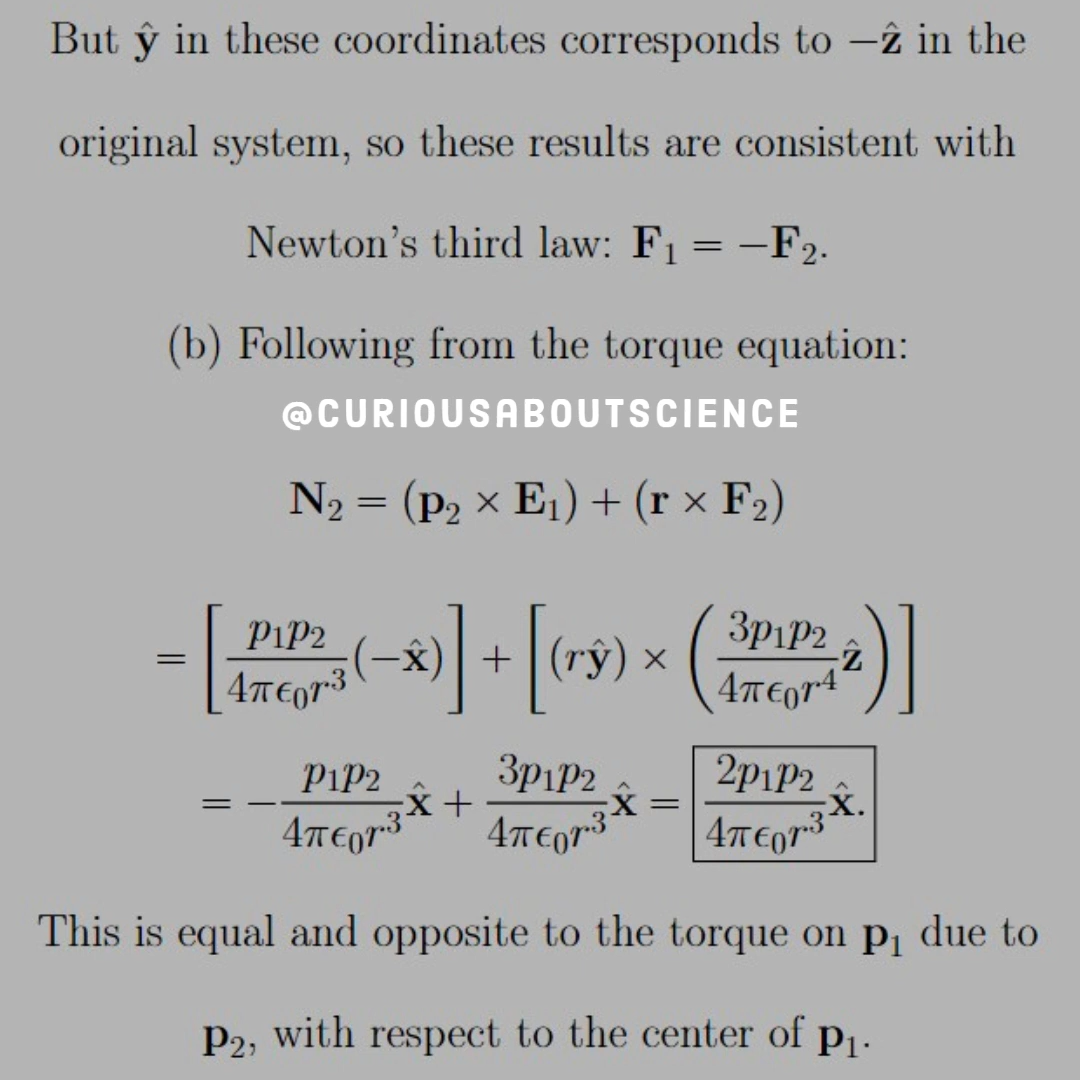 But ŷ in these coordinates corresponds to −ẑ in the
original system, so these results are consistent with
Newton's third law: F₁ = −F₂.
(b) Following from the torque equation:
@CURIOUSABOUTSCIENCE
N₂ = (p₂ × E₁) + (r × F₂)
= [p₁p₂/4πϵ₀r³ (−x̂)] + [(rŷ) × (3p₁p₂/4πϵ₀r⁴ ẑ)]
= − p₁p₂/4πϵ₀r³ x̂ + 3p₁p₂/4πϵ₀r³ x̂ = 2p₁p₂/4πϵ₀r³ x̂.
This is equal and opposite to the torque on p₁ due to
p₂, with respect to the center of p₁.